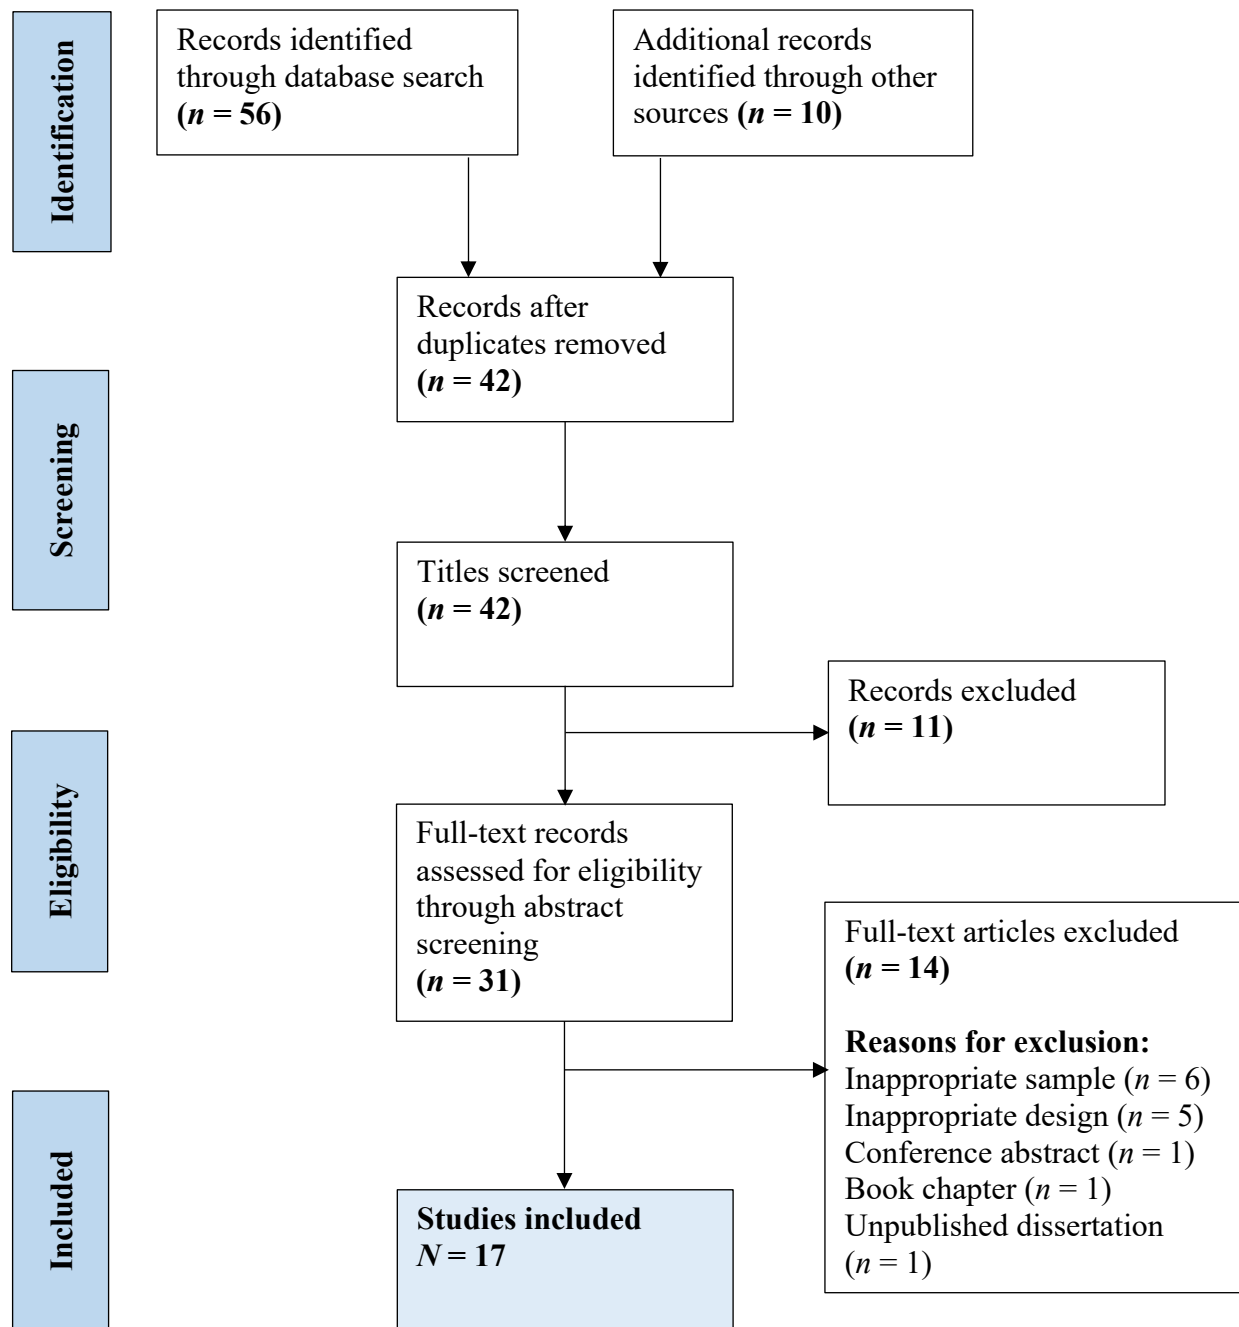 Identification
Records identified
through database search
(n = 56)
Additional records
identified through other
sources (n = 10)
Records after
duplicates removed
(n = 42)
Screening
Titles screened
(n = 42)
Records excluded
(n = 11)
Eligibility
Full-text records
assessed for eligibility
through abstract
screening
(n = 31)
Full-text articles excluded
(n = 14)
Reasons for exclusion:
Inappropriate sample (n = 6)
Inappropriate design (n = 5)
Conference abstract (n = 1)
Book chapter (n = 1)
Unpublished dissertation
(n = 1)
Included
Studies included
N = 17